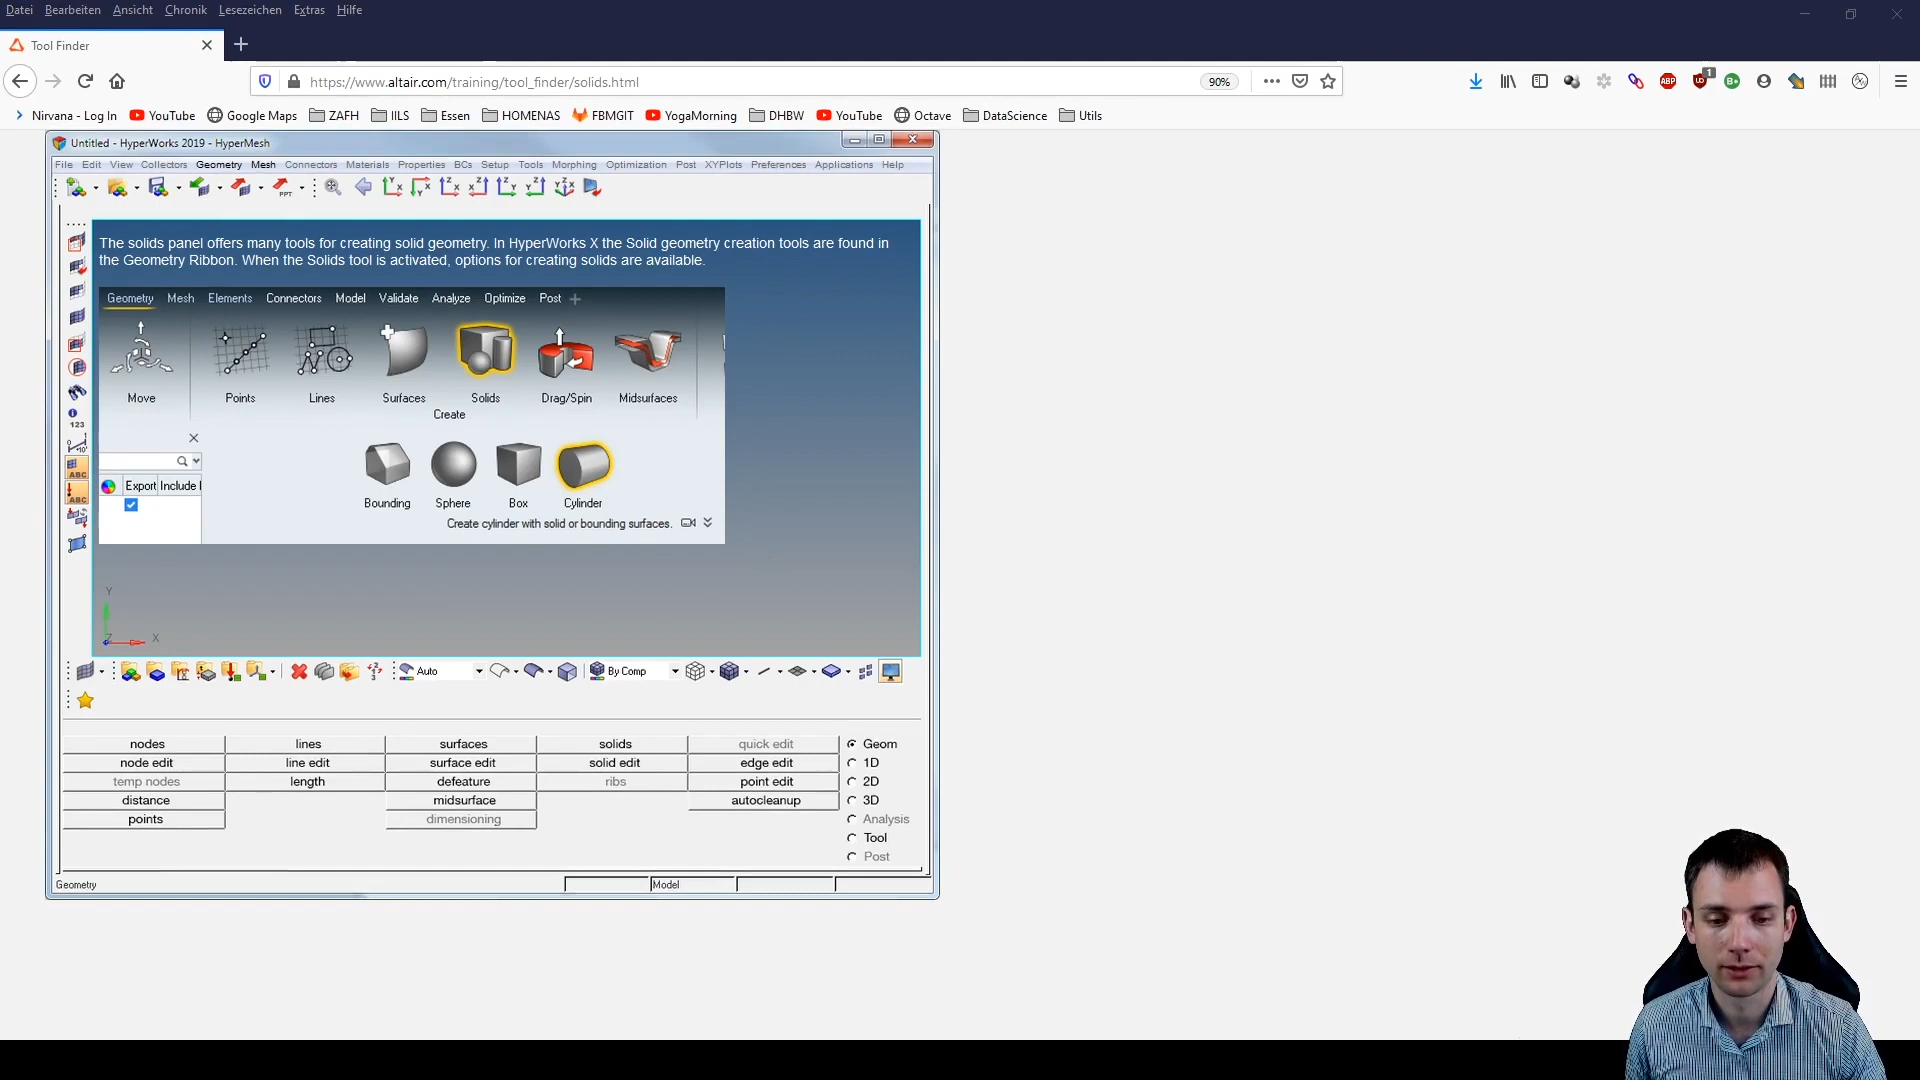 Datei Bearbeiten Ansicht Chronik Lesezeichen Extras Hilfe
Tool Finder
https://www.altair.com/training/tool_finder/solids.html
90%
ABP
1
Nirvana - Log In YouTube Google Maps ZAFH IILS Essen HOMENAS FBMGIT YogaMorning DHBW YouTube Octave DataScience Utils
Untitled - HyperWorks 2019 - HyperMesh
File Edit View Collectors Geometry Mesh Connectors Materials Properties BCs Setup Tools Morphing Optimization Post XYPlots Preferences Applications Help
The solids panel offers many tools for creating solid geometry. In HyperWorks X the Solid geometry creation tools are found in
the Geometry Ribbon. When the Solids tool is activated, options for creating solids are available.
Geometry Mesh Elements Connectors Model Validate Analyze Optimize Post
Move Points Lines Surfaces Solids Drag/Spin Midsurfaces
Create
123
ABC
ABC
Export Include
Bounding Sphere Box Cylinder
Create cylinder with solid or bounding surfaces.
Y
Z
X
Auto By Comp
nodes lines surfaces solids quick edit Geom
node edit line edit surface edit solid edit edge edit 1D
temp nodes length defeature ribs point edit 2D
distance midsurface autocleanup 3D
points dimensioning Analysis
Tool
Post
Geometry Model